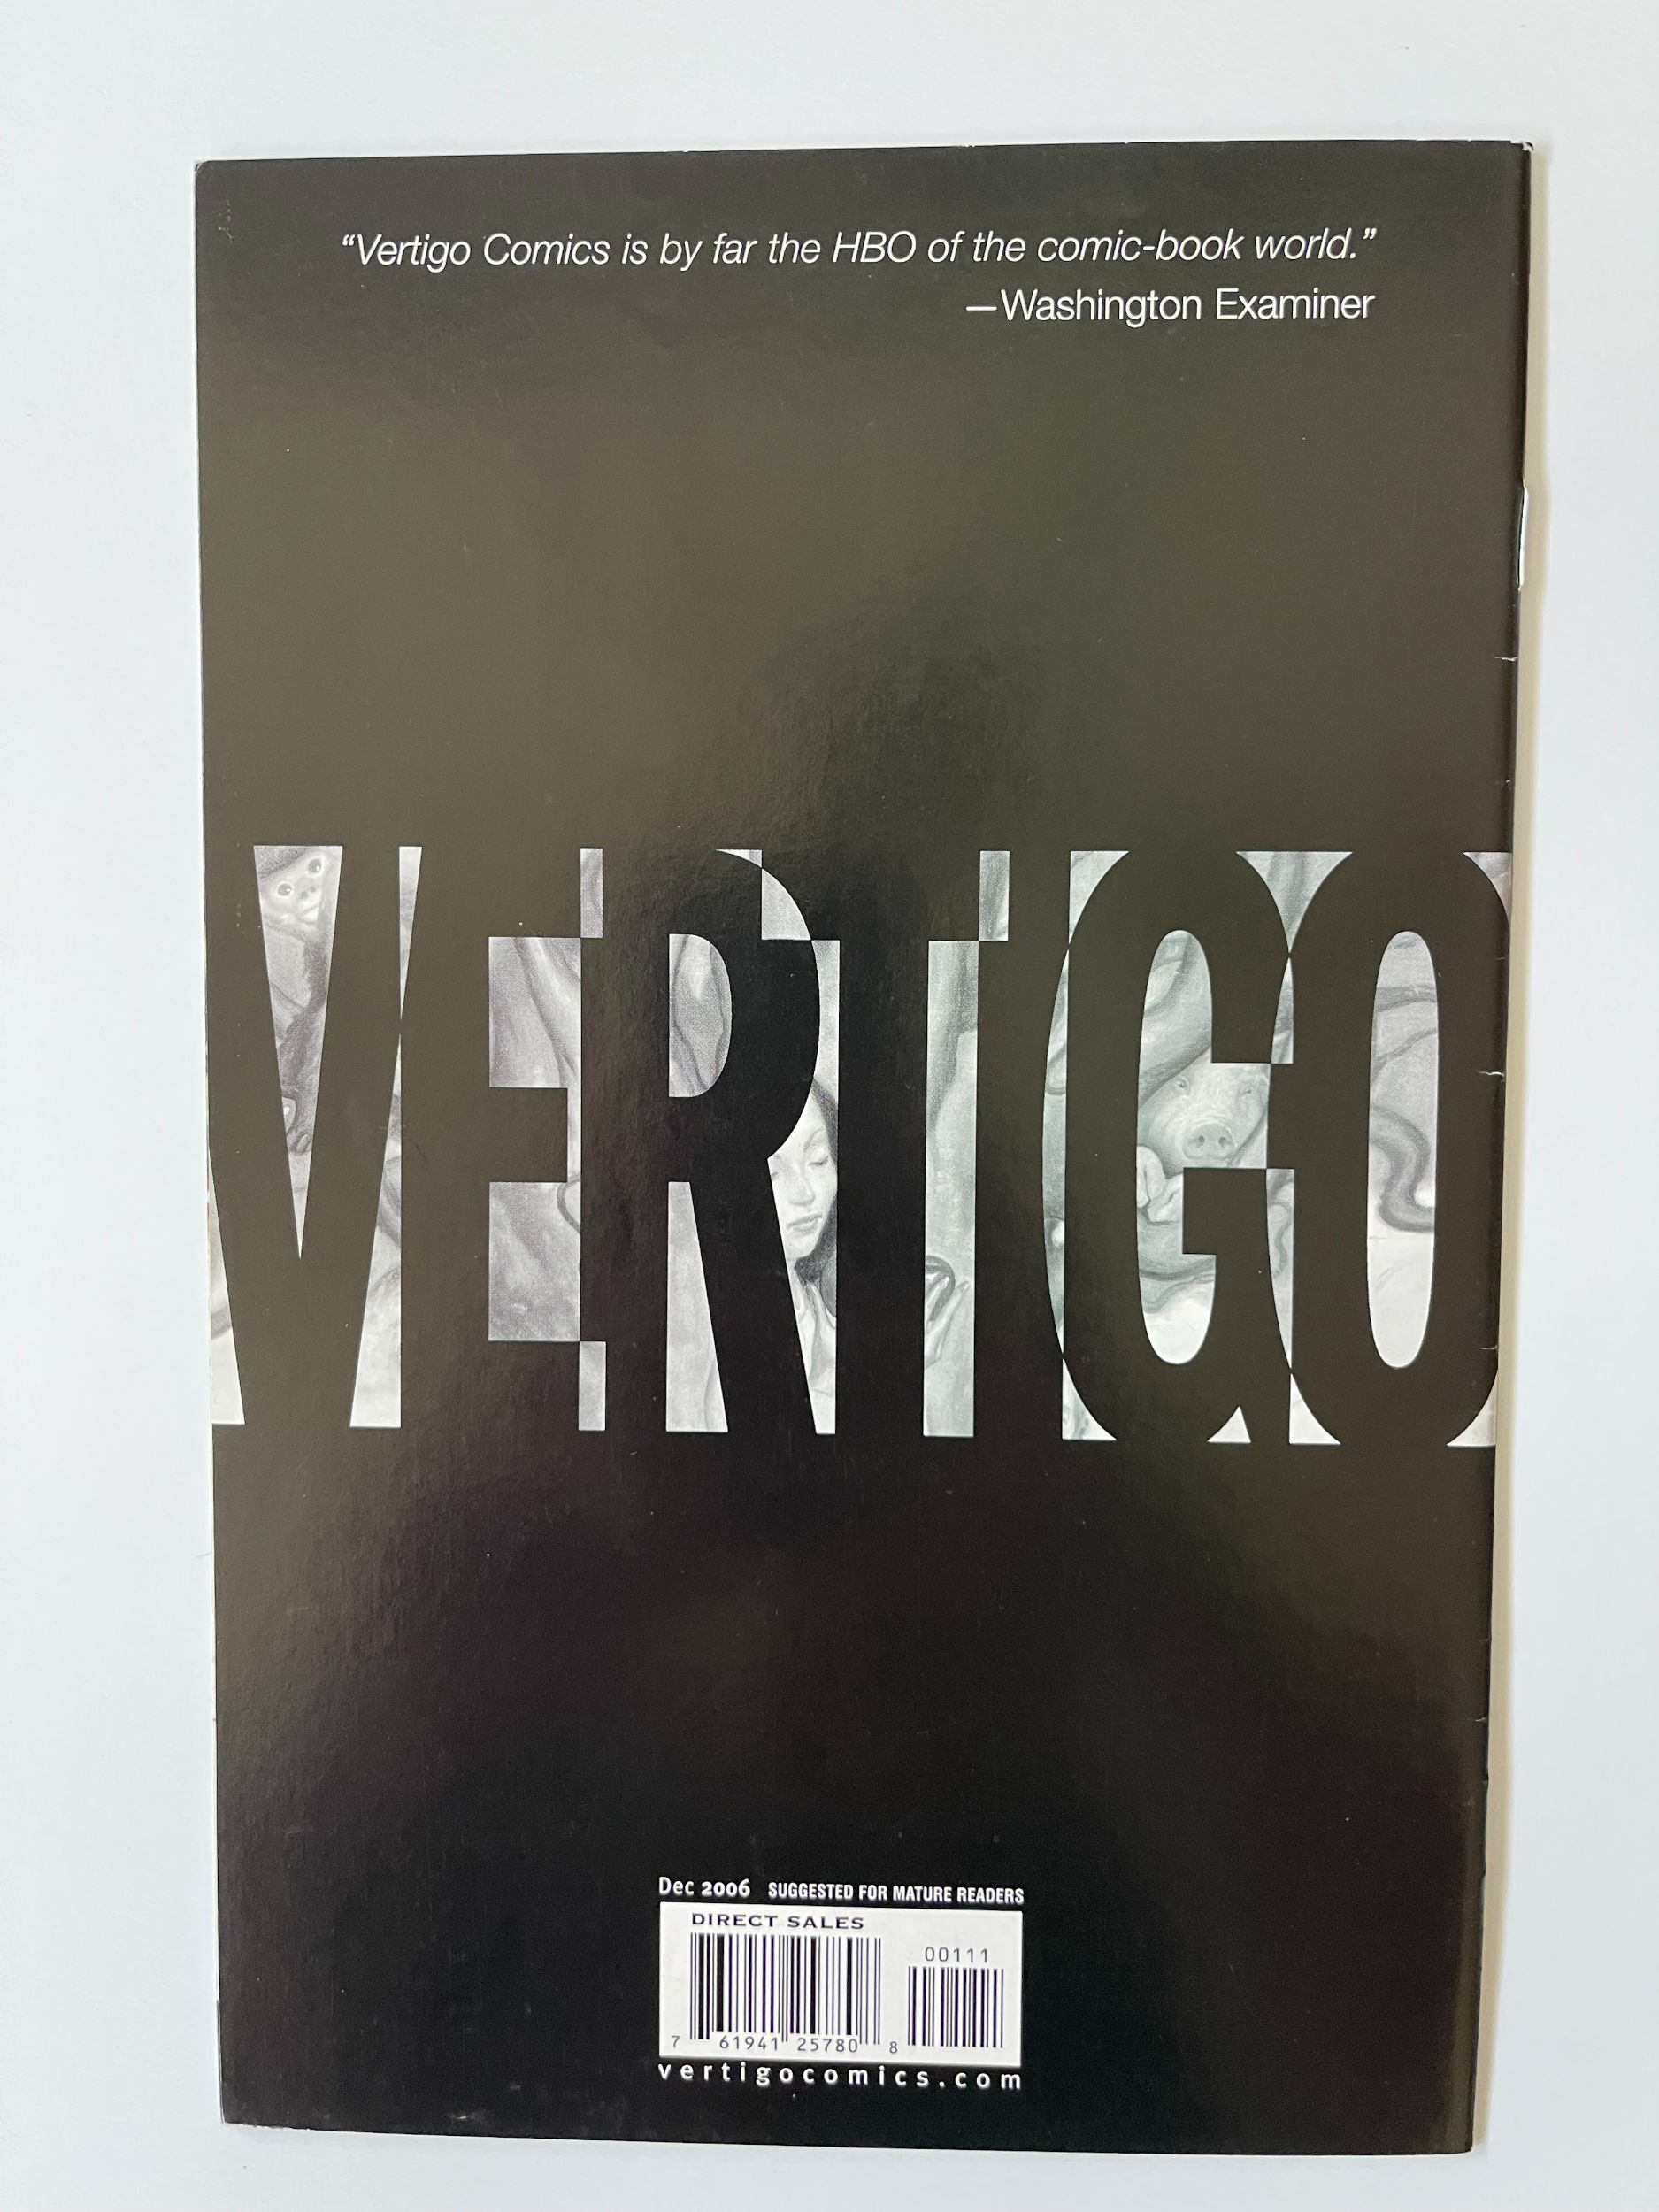 “Vertigo Comics is by far the HBO of the comic-book world.”
—Washington Examiner
VERTIGO
Dec 2006 SUGGESTED FOR MATURE READERS
DIRECT SALES
00111
7 61941 25780 8
vertigocomics.com